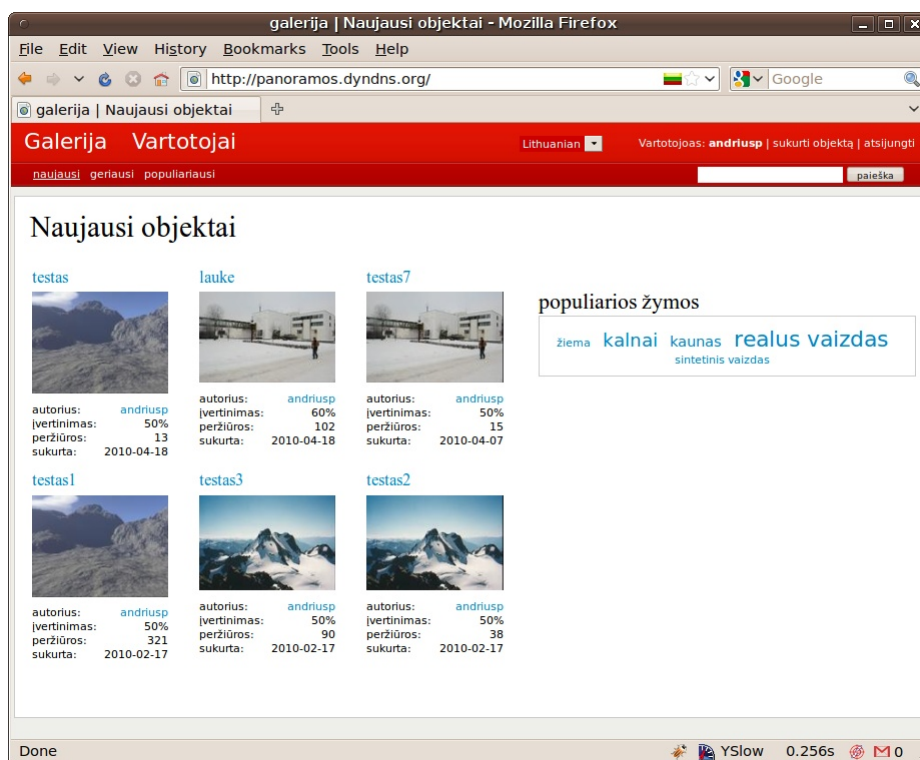 galerija | Naujausi objektai - Mozilla Firefox
File Edit View History Bookmarks Tools Help
http://panoramos.dyndns.org/ Google
galerija | Naujausi objektai
Galerija Vartotojai Lithuanian Vartotojoas: andriusp | sukurti objektą | atsijungti
naujausi geriausi populiariausi paieška
Naujausi objektai
testas lauke testas7
populiarios žymos
žiema kalnai kaunas realus vaizdas
sintetinis vaizdas
autorius: andriusp autorius: andriusp autorius: andriusp
įvertinimas: 50% įvertinimas: 60% įvertinimas: 50%
peržiūros: 13 peržiūros: 102 peržiūros: 15
sukurta: 2010-04-18 sukurta: 2010-04-18 sukurta: 2010-04-07
testas1 testas3 testas2
autorius: andriusp autorius: andriusp autorius: andriusp
įvertinimas: 50% įvertinimas: 50% įvertinimas: 50%
peržiūros: 321 peržiūros: 90 peržiūros: 38
sukurta: 2010-02-17 sukurta: 2010-02-17 sukurta: 2010-02-17
Done YSlow 0.256s 0